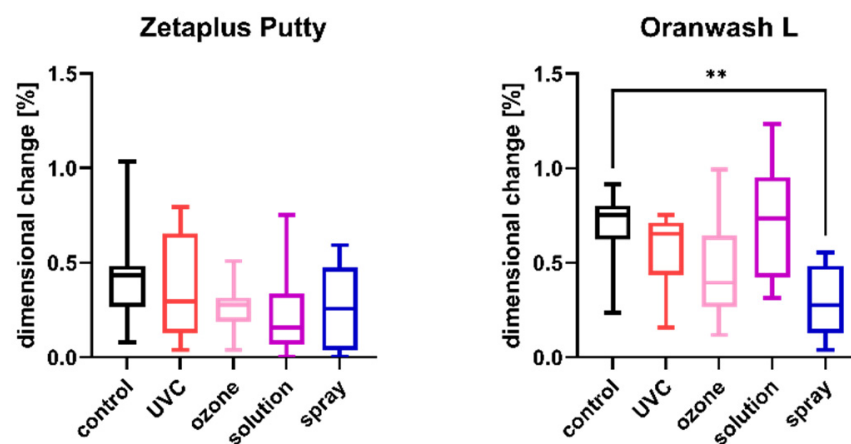 Zetaplus Putty
dimensional change [%]
1.5
1.0
0.5
0.0
control
UVC
ozone
solution
spray
Oranwash L
dimensional change [%]
1.5
1.0
0.5
0.0
**
control
UVC
ozone
solution
spray